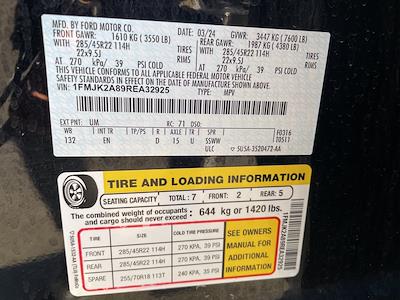 MFD. BY FORD MOTOR CO.
03/24 GVWR: 3447 KG ( 7600 LB)
FRONT GAWR: 1610 KG ( 3550 LB) REAR GAWR: 1987 KG ( 4380 LB)
WITH WITH
285/45R22 114H 285/45R22 114H
22x9.5J 22x9.5J
AT 270 kPa/ 39 PSI COLD AT 270 kPa/ 39 PSI COLD
THIS VEHICLE CONFORMS TO ALL APPLICABLE FEDERAL MOTOR VEHICLE
SAFETY STANDARDS IN EFFECT ON THE DATE OF MANUFACTURE SHOWN ABOVE.
VIN: 1FMJK2A89REA32925 TYPE: MPV
EXT PNT: UM RC: 71 DSO:
WB INT TR TP/PS R AXLE TR SPR F0316
132 EN D 15 U SSWW T0511
ULC 5U5A-3520472-AA
TIRE AND LOADING INFORMATION
SEATING CAPACITY TOTAL: 7 FRONT: 2 REAR: 5
The combined weight of occupants and cargo should never exceed: 644 kg or 1420 lbs.
TIRE SIZE COLD TIRE PRESSURE
FRONT 285/45R22 114H 270 KPA, 39 PSI
REAR 285/45R22 114H 270 KPA, 39 PSI
SPARE 255/70R18 113T 240 KPA, 35 PSI
SEE OWNERS
MANUAL FOR
ADDITIONAL
INFORMATION
1FMJK2A89REA32925